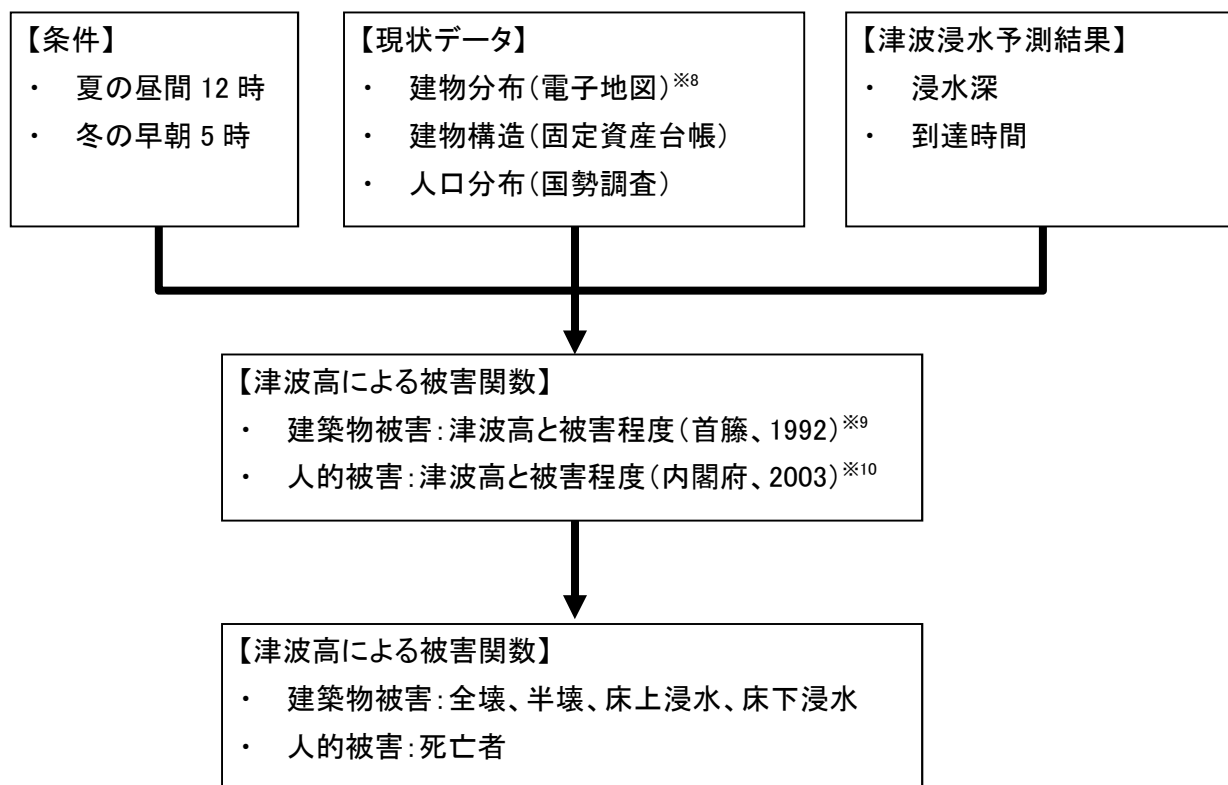 【条件】
・ 夏の昼間 12 時
・ 冬の早朝 5 時
【現状データ】
・ 建物分布(電子地図)※8
・ 建物構造(固定資産台帳)
・ 人口分布(国勢調査)
【津波浸水予測結果】
・ 浸水深
・ 到達時間
【津波高による被害関数】
・ 建築物被害:津波高と被害程度(首藤、1992)※9
・ 人的被害:津波高と被害程度(内閣府、2003)※10
【津波高による被害関数】
・ 建築物被害:全壊、半壊、床上浸水、床下浸水
・ 人的被害:死亡者